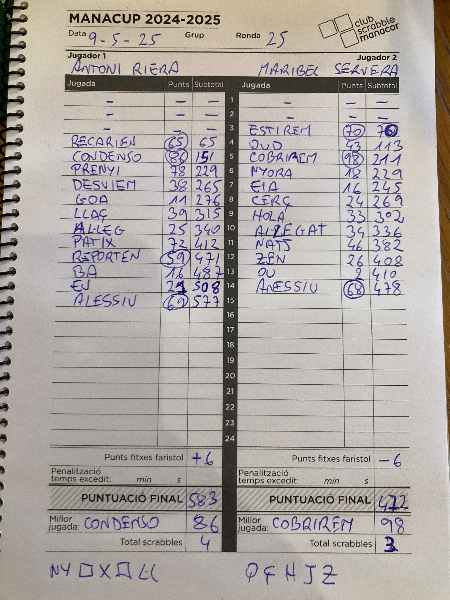 MANACUP 2024-2025
club scrabble manacor
Data 9-5-25 Grup Ronda 25
Jugador 1 Jugador 2
ANTONI RIERA MARIBEL SERVERA
Jugada Punts Subtotal Jugada Punts Subtotal
- - - 1 - - -
- - - 2 - - -
- - - 3 ESTIREM 70 70
RECARIEN 65 65 4 QUD 43 113
CONDENSO 86 151 5 COBRIREM 98 211
PRENYI 78 229 6 NYORA 18 229
DESVIEM 36 265 7 EIA 16 245
GOA 11 276 8 CERÇ 24 269
LLAÇ 39 315 9 HOLA 33 302
AL·LEG 25 340 10 AL·LEGAT 34 336
PATIX 72 412 11 NATJ 46 382
REPORTEN 59 471 12 ZEN 26 408
BA 16 487 13 OU 2 410
EU 21 508 14 ANESSIU 68 478
ALESSIU 69 577 15
16
17
18
19
20
21
22
23
24
Punts fitxes faristol +6 Punts fitxes faristol -6
Penalització temps excedit: min s Penalització temps excedit: min s
PUNTUACIÓ FINAL 583 PUNTUACIÓ FINAL 472
Millor jugada: CONDENSO 86 Millor jugada: COBRIREM 98
Total scrabbles 4 Total scrabbles 3
NY □ X □ LL Q Ç H J Z